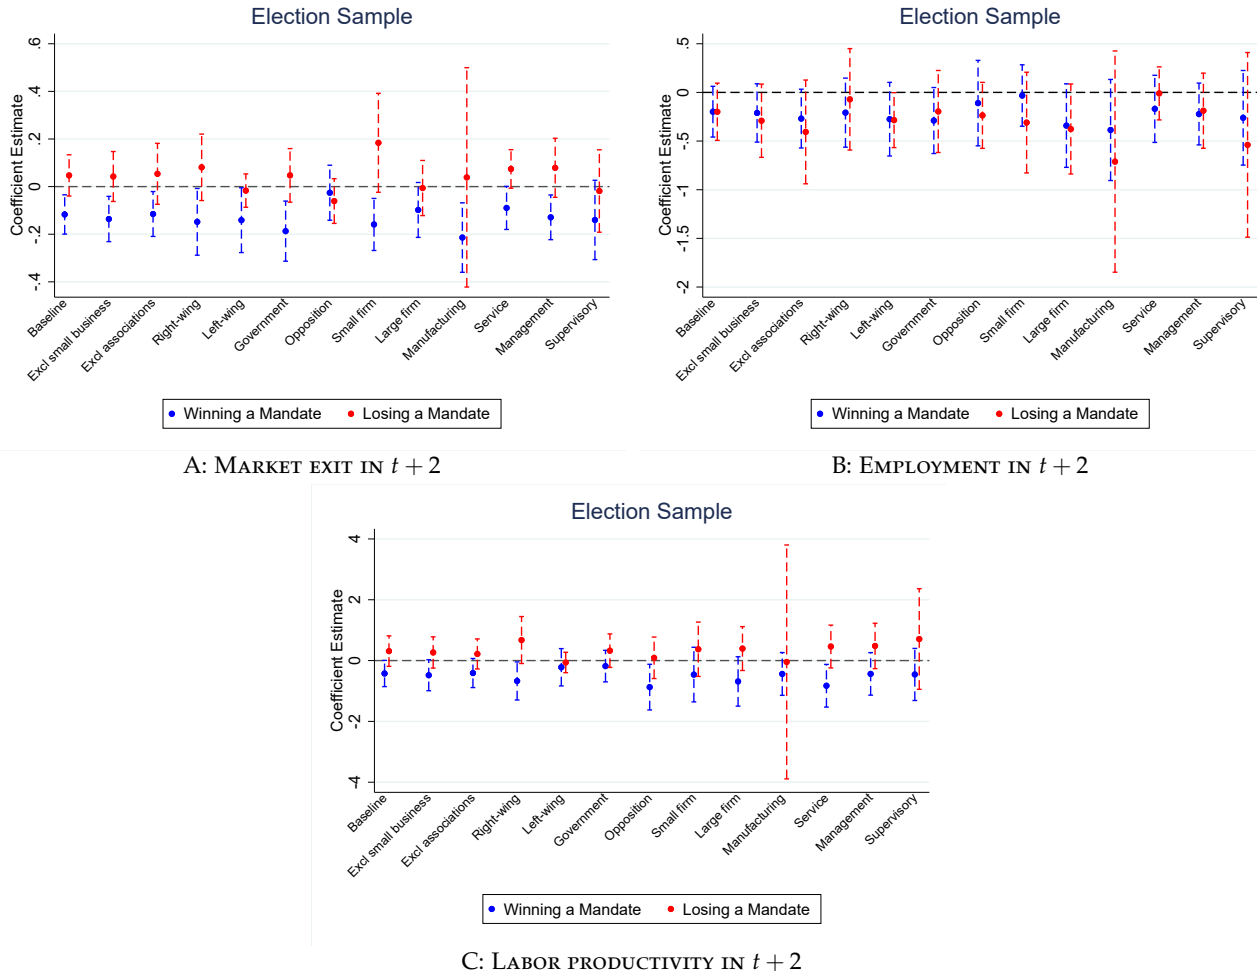 Election Sample
Coefficient Estimate
.6
.4
.2
0
-.2
-.4
Baseline
Excl small business
Excl associations
Right-wing
Left-wing
Government
Opposition
Small firm
Large firm
Manufacturing
Service
Management
Supervisory
Winning a Mandate Losing a Mandate
A: MARKET EXIT IN t + 2
Election Sample
Coefficient Estimate
.5
0
-.5
-1
-1.5
-2
Baseline
Excl small business
Excl associations
Right-wing
Left-wing
Government
Opposition
Small firm
Large firm
Manufacturing
Service
Management
Supervisory
Winning a Mandate Losing a Mandate
B: EMPLOYMENT IN t + 2
Election Sample
Coefficient Estimate
4
2
0
-2
-4
Baseline
Excl small business
Excl associations
Right-wing
Left-wing
Government
Opposition
Small firm
Large firm
Manufacturing
Service
Management
Supervisory
Winning a Mandate Losing a Mandate
C: LABOR PRODUCTIVITY IN t + 2